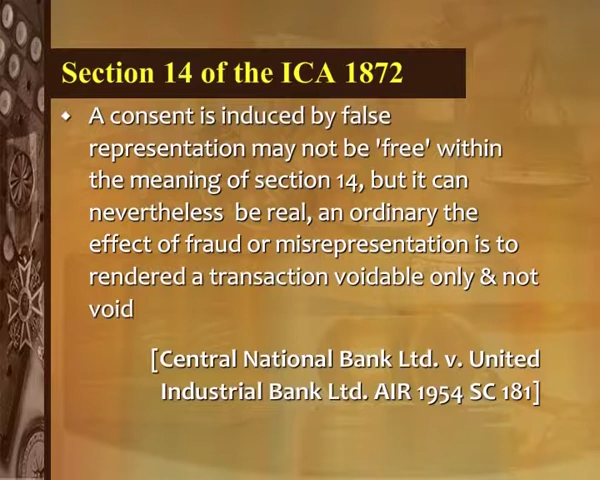 Section 14 of the ICA 1872
• A consent is induced by false
representation may not be 'free' within
the meaning of section 14, but it can
nevertheless be real, an ordinary the
effect of fraud or misrepresentation is to
rendered a transaction voidable only & not
void
[Central National Bank Ltd. v. United
Industrial Bank Ltd. AIR 1954 SC 181]